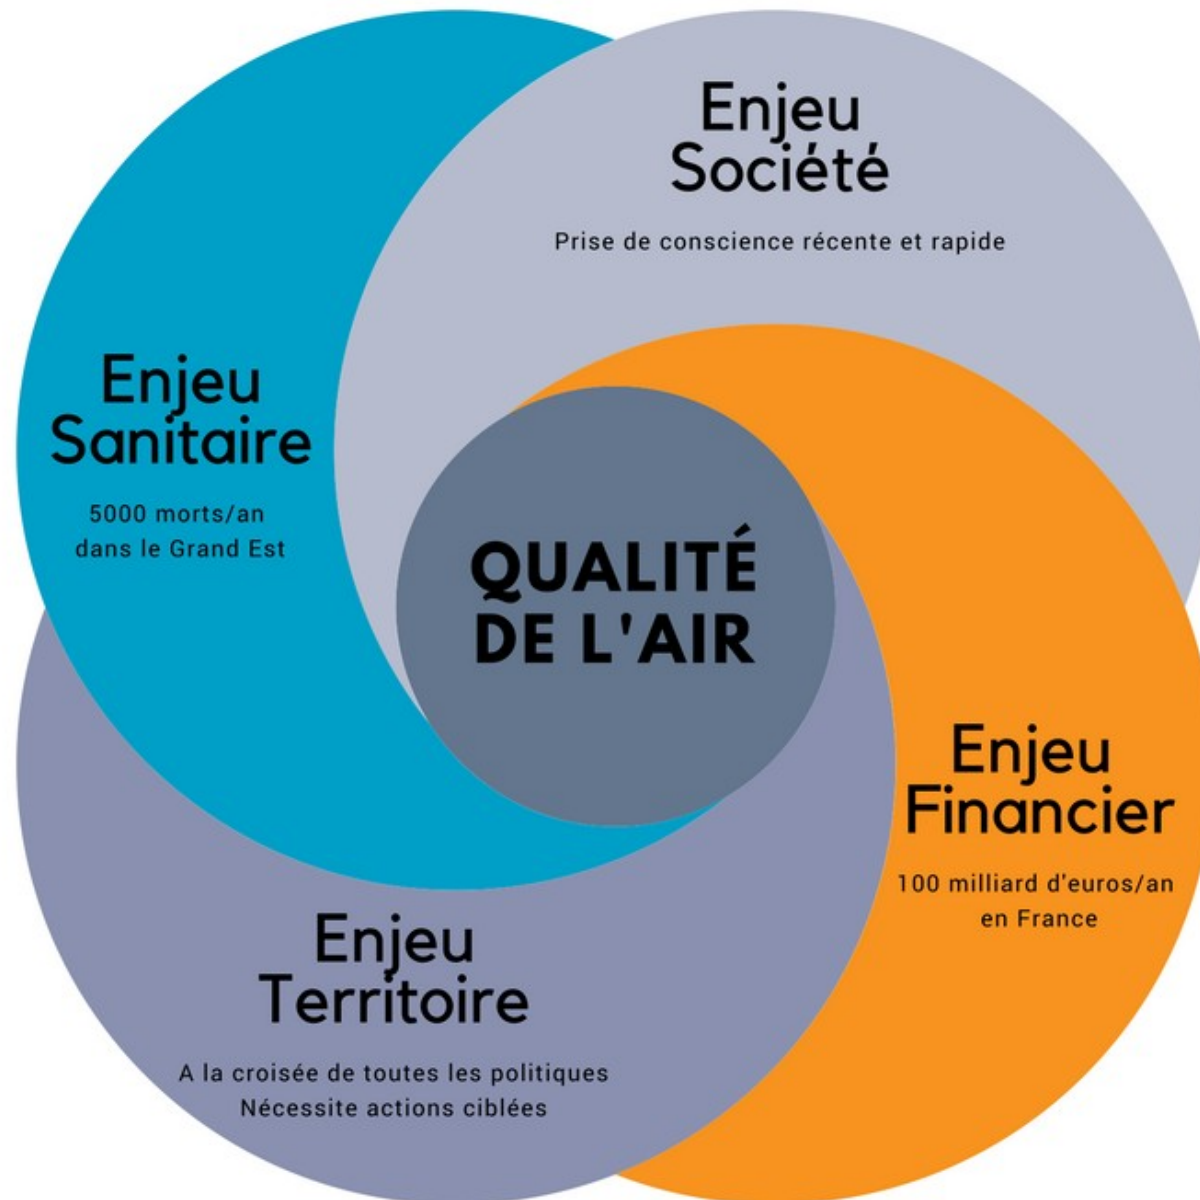 Enjeu
Société
Prise de conscience récente et rapide
Enjeu
Sanitaire
5000 morts/an
dans le Grand Est
QUALITÉ
DE L'AIR
Enjeu
Financier
100 milliard d'euros/an
en France
Enjeu
Territoire
A la croisée de toutes les politiques
Nécessite actions ciblées